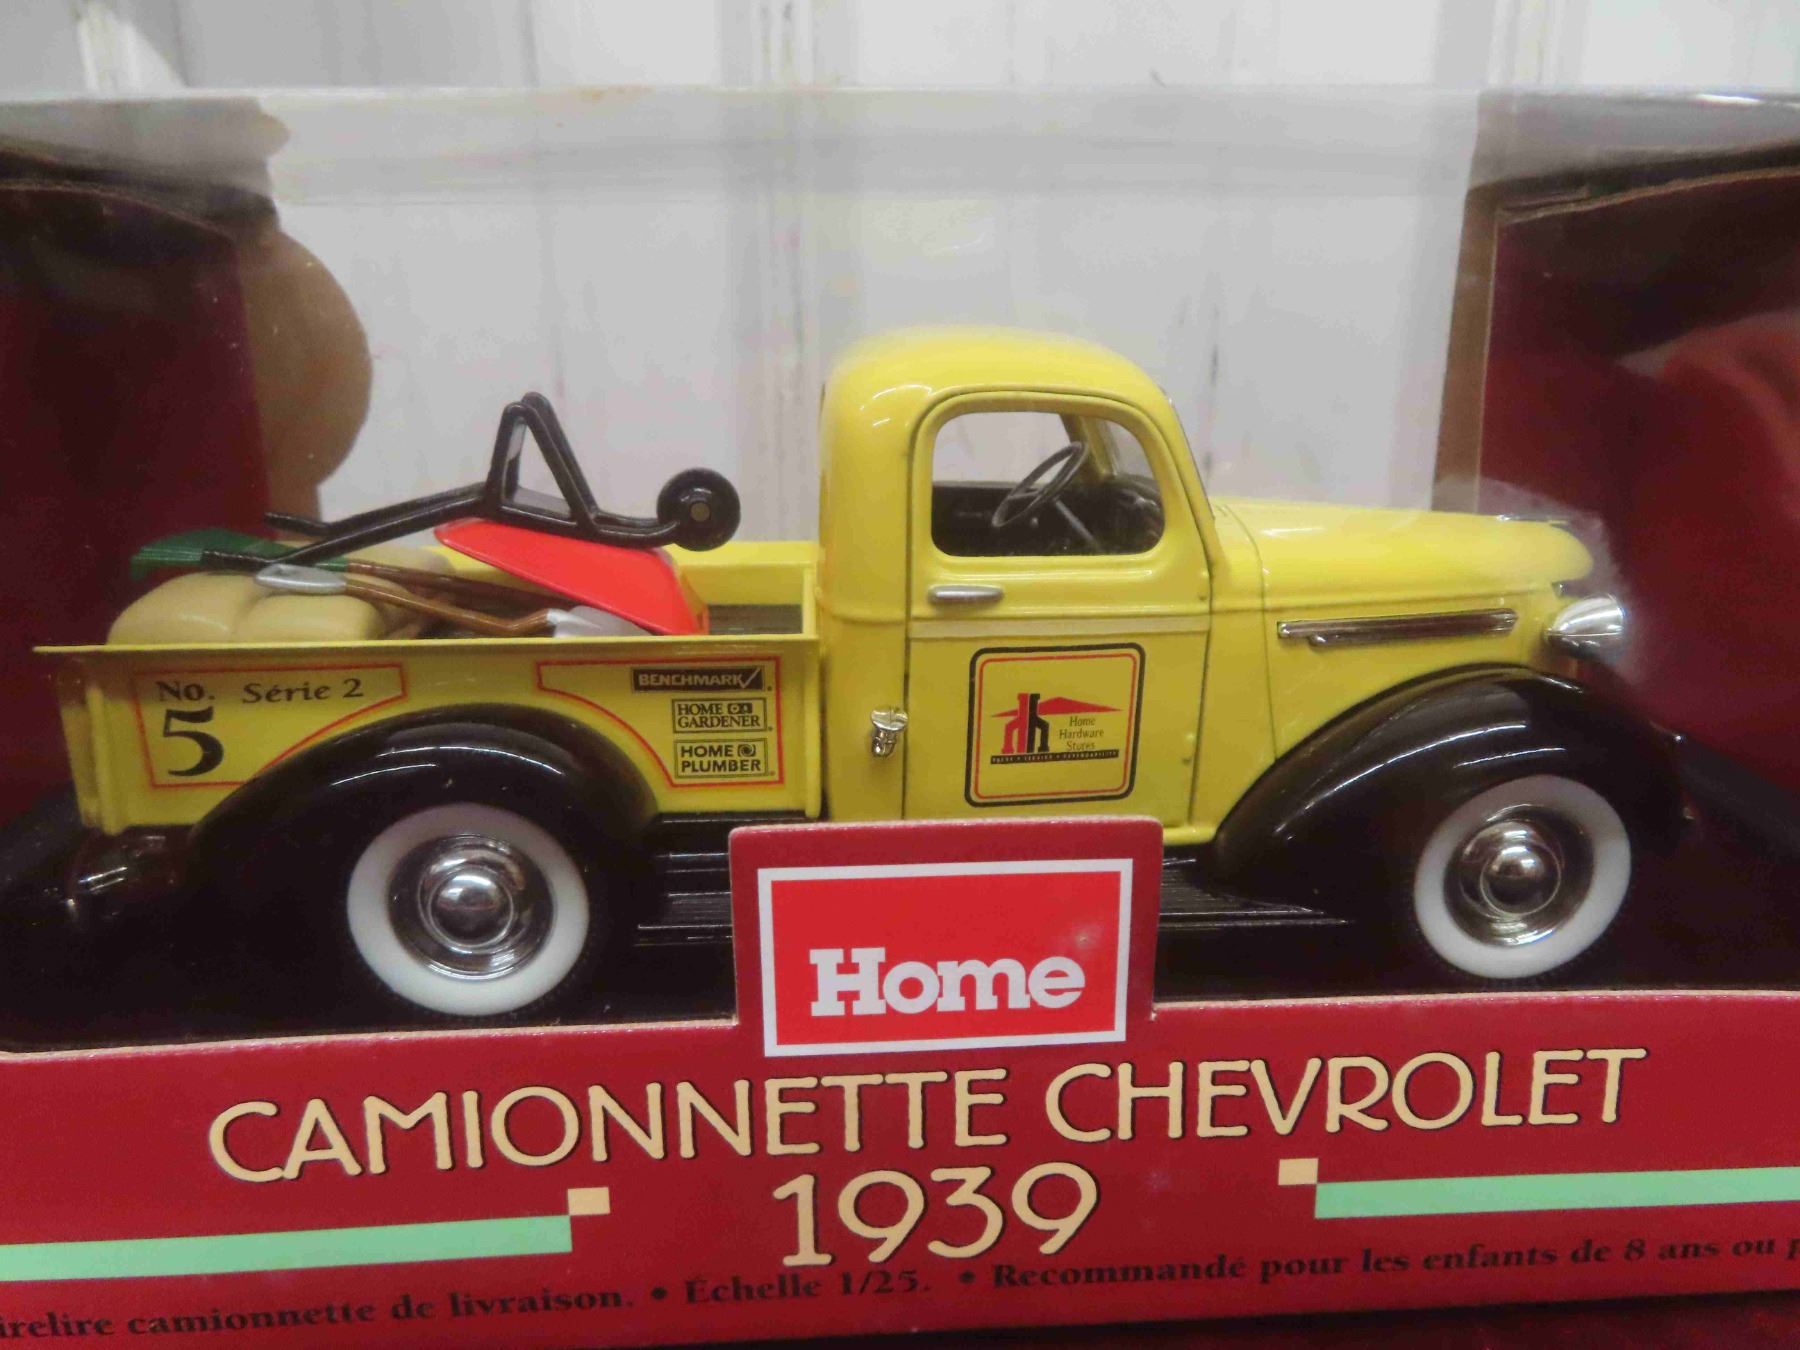 No. Série 2
5
BENCHMARK
HOME
GARDENER
HOME
PLUMBER
Home
Hardware
Stores
Home
CAMIONNETTE CHEVROLET
1939
camionnette de livraison. • Échelle 1/25. • Recommandé pour les enfants de 8 ans ou